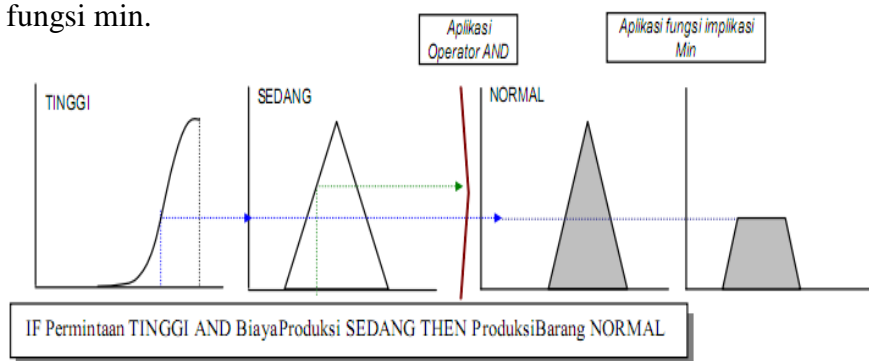 fungsi min.
Aplikasi
Operator AND
Aplikasi fungsi implikasi
Min
TINGGI
SEDANG
NORMAL
IF Permintaan TINGGI AND BiayaProduksi SEDANG THEN ProduksiBarang NORMAL